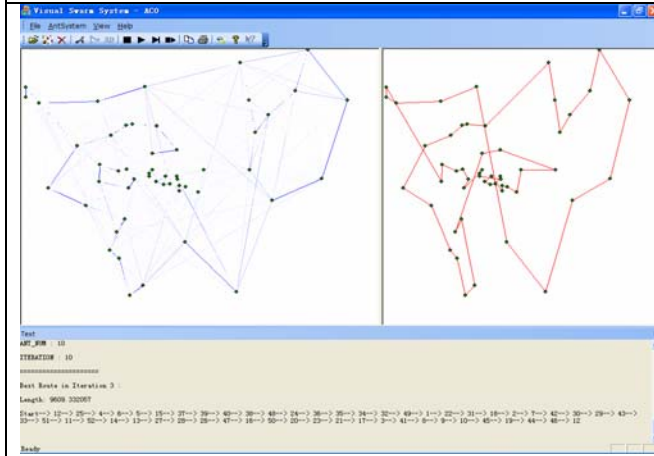 Visual Swarm System - ACO
File AntSystem View Help
Text
ANT_NUM : 10
ITERATION : 10
====================
Best Route in Iteration 3 :
Length: 9609.332057
Start--> 12--> 25--> 4--> 6--> 5--> 15--> 37--> 39--> 40--> 38--> 48--> 24--> 36--> 35--> 34--> 32--> 49--> 1--> 22--> 31--> 18--> 2--> 7--> 42--> 30--> 29--> 43-->
33--> 51--> 11--> 52--> 14--> 13--> 27--> 28--> 26--> 47--> 16--> 50--> 20--> 23--> 21--> 17--> 3--> 41--> 8--> 9--> 10--> 45--> 19--> 44--> 46--> 12
Ready